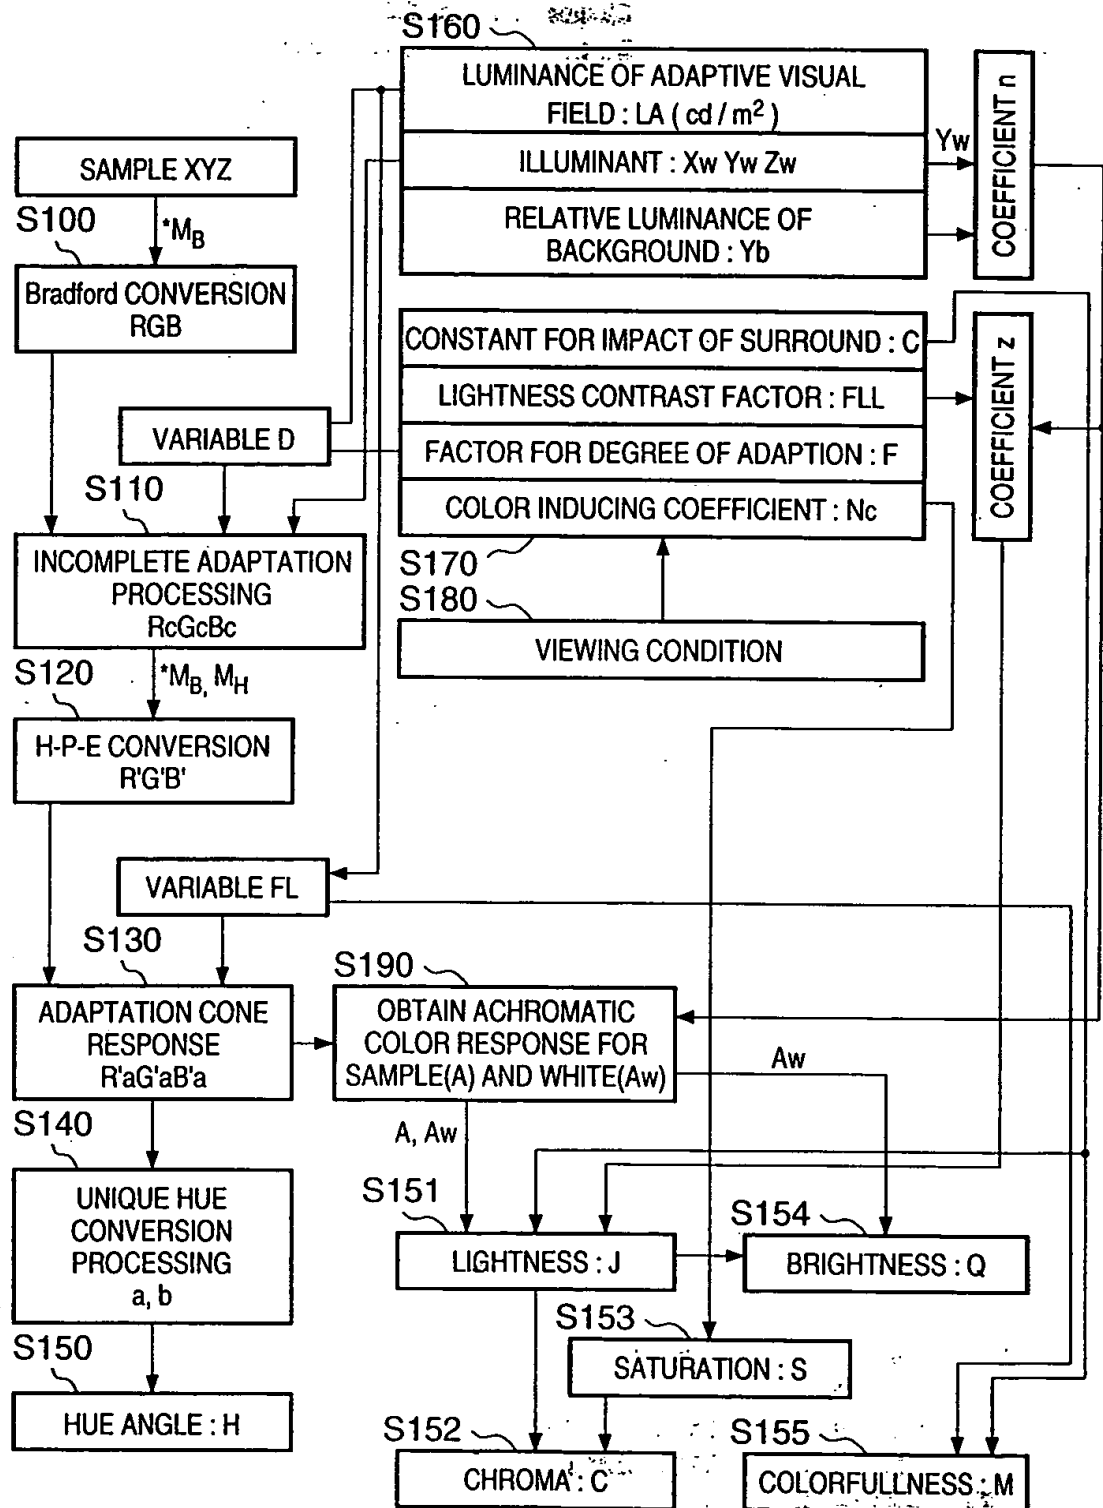 S160
LUMINANCE OF ADAPTIVE VISUAL
FIELD : LA ( cd / m²)
ILLUMINANT : Xw Yw Zw
RELATIVE LUMINANCE OF
BACKGROUND : Yb
Yw
COEFFICIENT n
SAMPLE XYZ
S100
*MB
Bradford CONVERSION
RGB
CONSTANT FOR IMPACT OF SURROUND : C
LIGHTNESS CONTRAST FACTOR : FLL
FACTOR FOR DEGREE OF ADAPTION : F
COLOR INDUCING COEFFICIENT : Nc
COEFFICIENT z
VARIABLE D
S110
INCOMPLETE ADAPTATION
PROCESSING
RcGcBc
S170
S180
VIEWING CONDITION
S120
*MB, MH
H-P-E CONVERSION
R'G'B'
VARIABLE FL
S130
ADAPTATION CONE
RESPONSE
R'aG'aB'a
S190
OBTAIN ACHROMATIC
COLOR RESPONSE FOR
SAMPLE(A) AND WHITE(Aw)
Aw
A, Aw
S140
UNIQUE HUE
CONVERSION
PROCESSING
a, b
S151
LIGHTNESS : J
S154
BRIGHTNESS : Q
S153
SATURATION : S
S150
HUE ANGLE : H
S152
CHROMA : C
S155
COLORFULLNESS : M